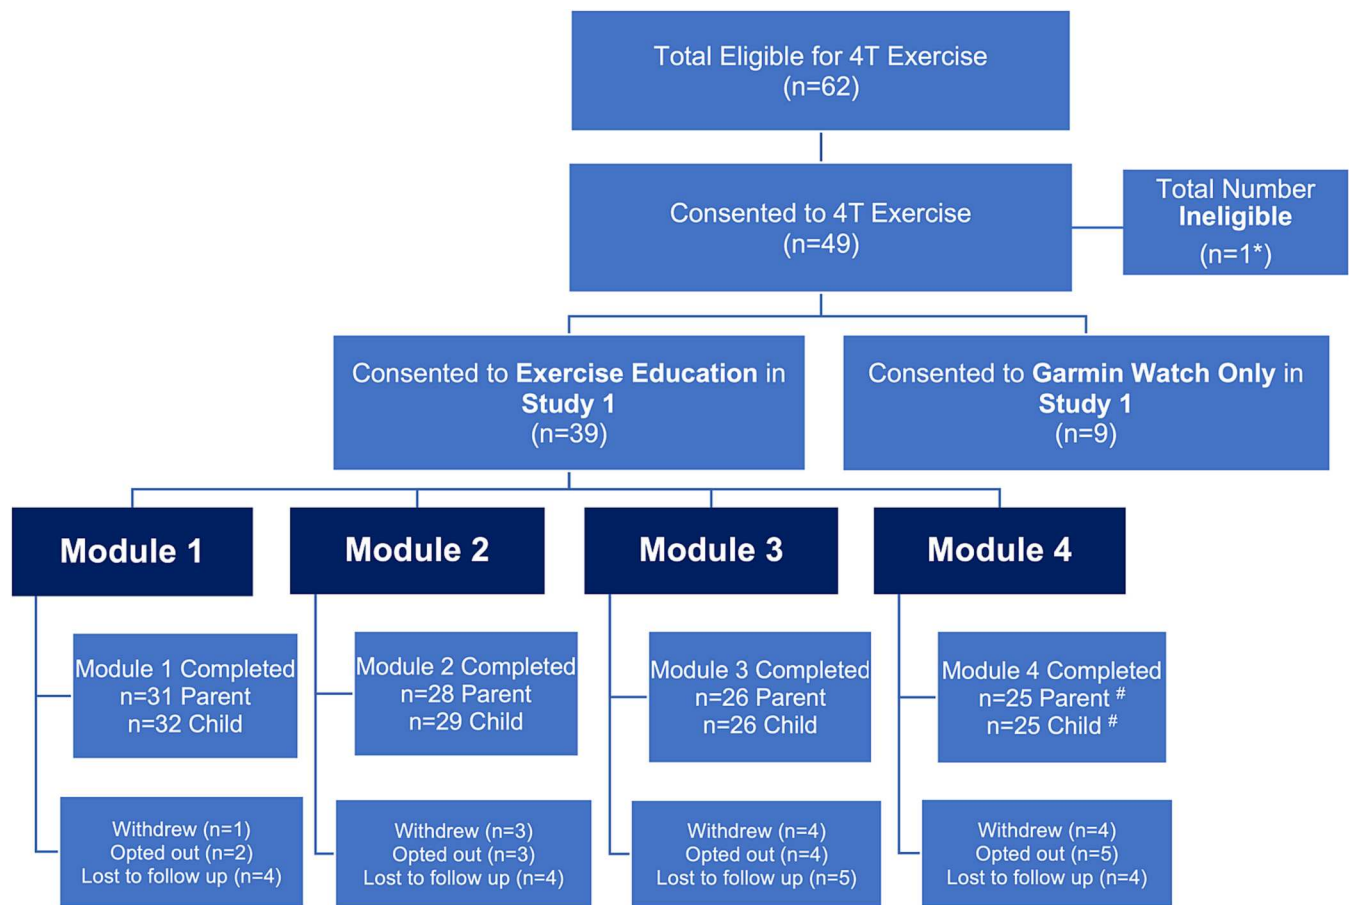 Total Eligible for 4T Exercise
(n=62)
Consented to 4T Exercise
(n=49)
Total Number
Ineligible
(n=1*)
Consented to Exercise Education in
Study 1
(n=39)
Consented to Garmin Watch Only in
Study 1
(n=9)
Module 1
Module 2
Module 3
Module 4
Module 1 Completed
n=31 Parent
n=32 Child
Module 2 Completed
n=28 Parent
n=29 Child
Module 3 Completed
n=26 Parent
n=26 Child
Module 4 Completed
n=25 Parent #
n=25 Child #
Withdrew (n=1)
Opted out (n=2)
Lost to follow up (n=4)
Withdrew (n=3)
Opted out (n=3)
Lost to follow up (n=4)
Withdrew (n=4)
Opted out (n=4)
Lost to follow up (n=5)
Withdrew (n=4)
Opted out (n=5)
Lost to follow up (n=4)